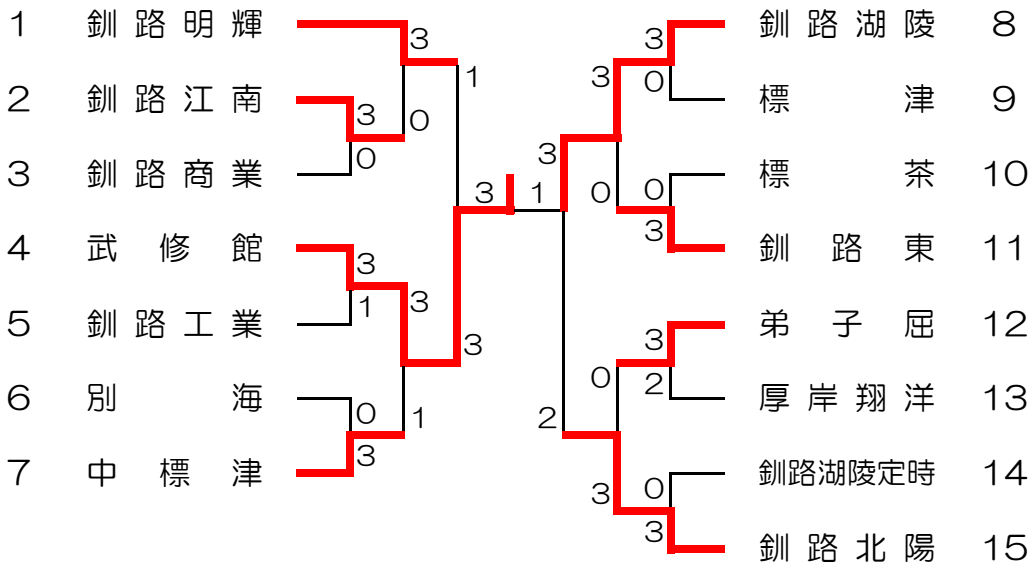 1 釧路明輝 3 3 釧路湖陵 8
3 1
2 釧路江南 3 0 0 標津 9
0 3
3 釧路商業 0 標茶 10
3 1 0 0
4 武修館 3 3 釧路東 11
1 3
5 釧路工業 3 3 弟子屈 12
6 別海 0 1 0 2 厚岸翔洋 13
2
7 中標津 3 釧路湖陵定時 14
3 0
3 釧路北陽 15